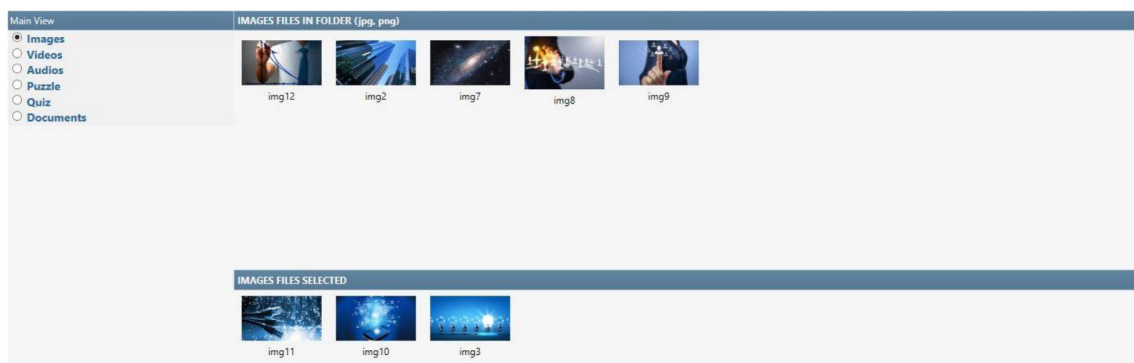 Main View
Images
Videos
Audios
Puzzle
Quiz
Documents
IMAGES FILES IN FOLDER (jpg, png)
img12 img2 img7 img8 img9
IMAGES FILES SELECTED
img11 img10 img3